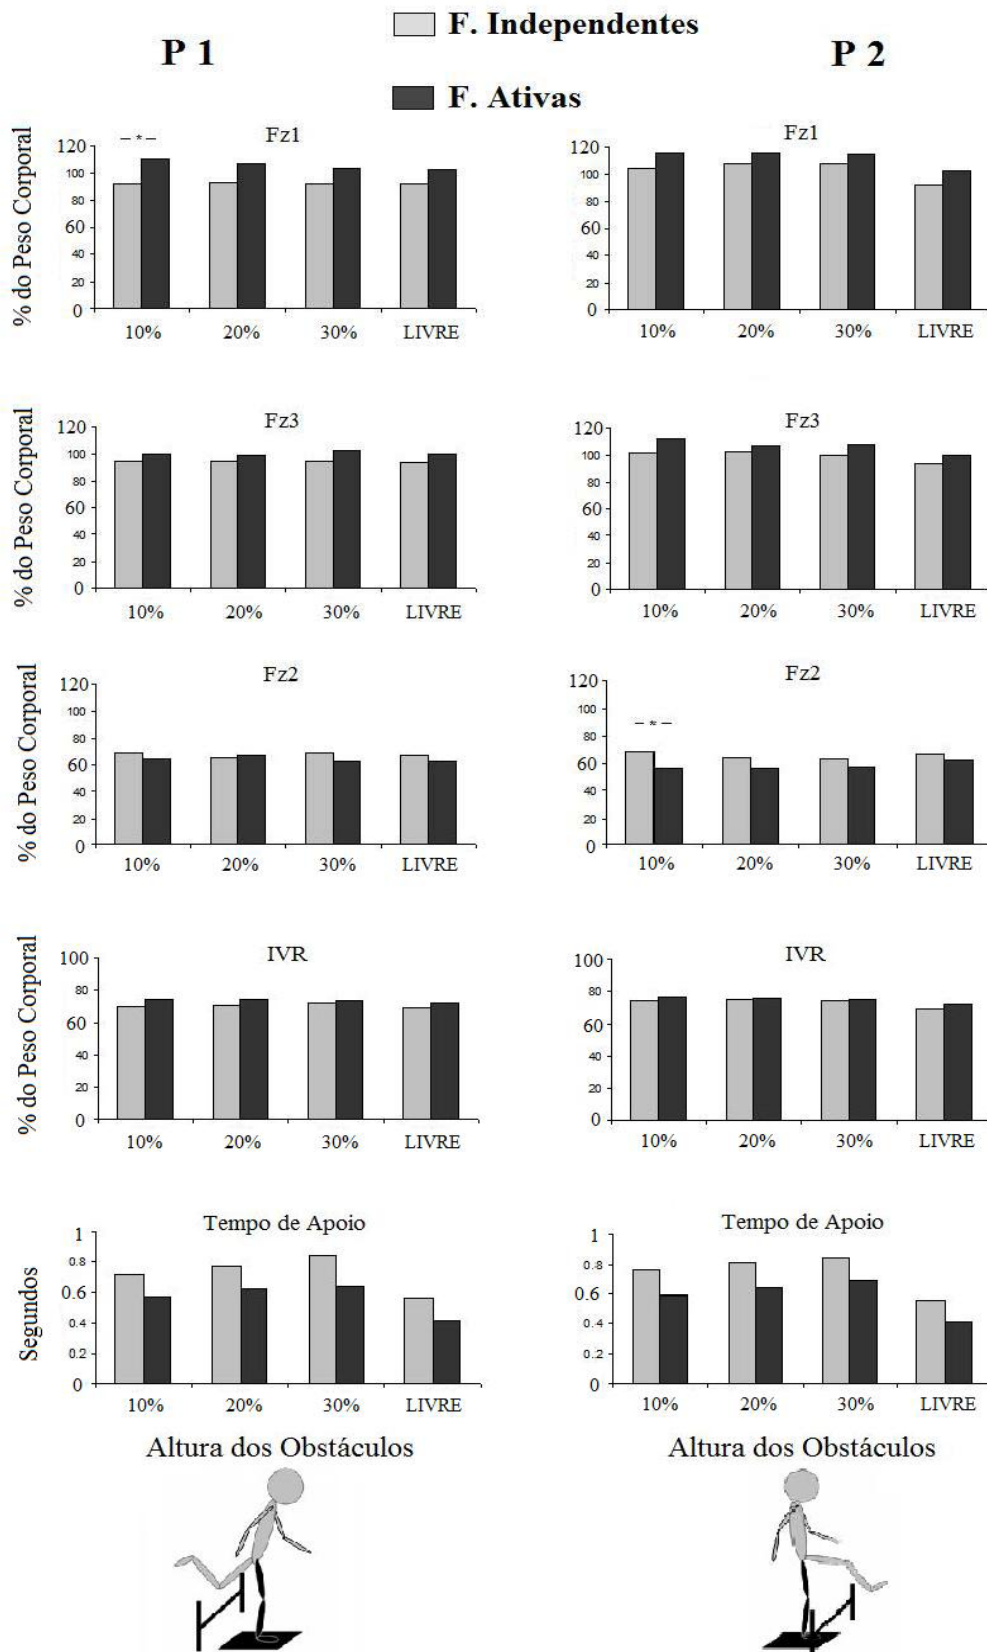 F. Independentes
P 1
P 2
F. Ativas
Fz1
% do Peso Corporal
120
100
80
60
40
20
0
– * –
10% 20% 30% LIVRE
Fz1
120
100
80
60
40
20
0
10% 20% 30% LIVRE
Fz3
% do Peso Corporal
120
100
80
60
40
20
0
10% 20% 30% LIVRE
Fz3
120
100
80
60
40
20
0
10% 20% 30% LIVRE
Fz2
% do Peso Corporal
120
100
80
60
40
20
0
10% 20% 30% LIVRE
Fz2
120
100
80
60
40
20
0
– * –
10% 20% 30% LIVRE
IVR
% do Peso Corporal
100
80
60
40
20
0
10% 20% 30% LIVRE
IVR
100
80
60
40
20
0
10% 20% 30% LIVRE
Tempo de Apoio
Segundos
1
0.8
0.6
0.4
0.2
0
10% 20% 30% LIVRE
Altura dos Obstáculos
Tempo de Apoio
1
0.8
0.6
0.4
0.2
0
10% 20% 30% LIVRE
Altura dos Obstáculos